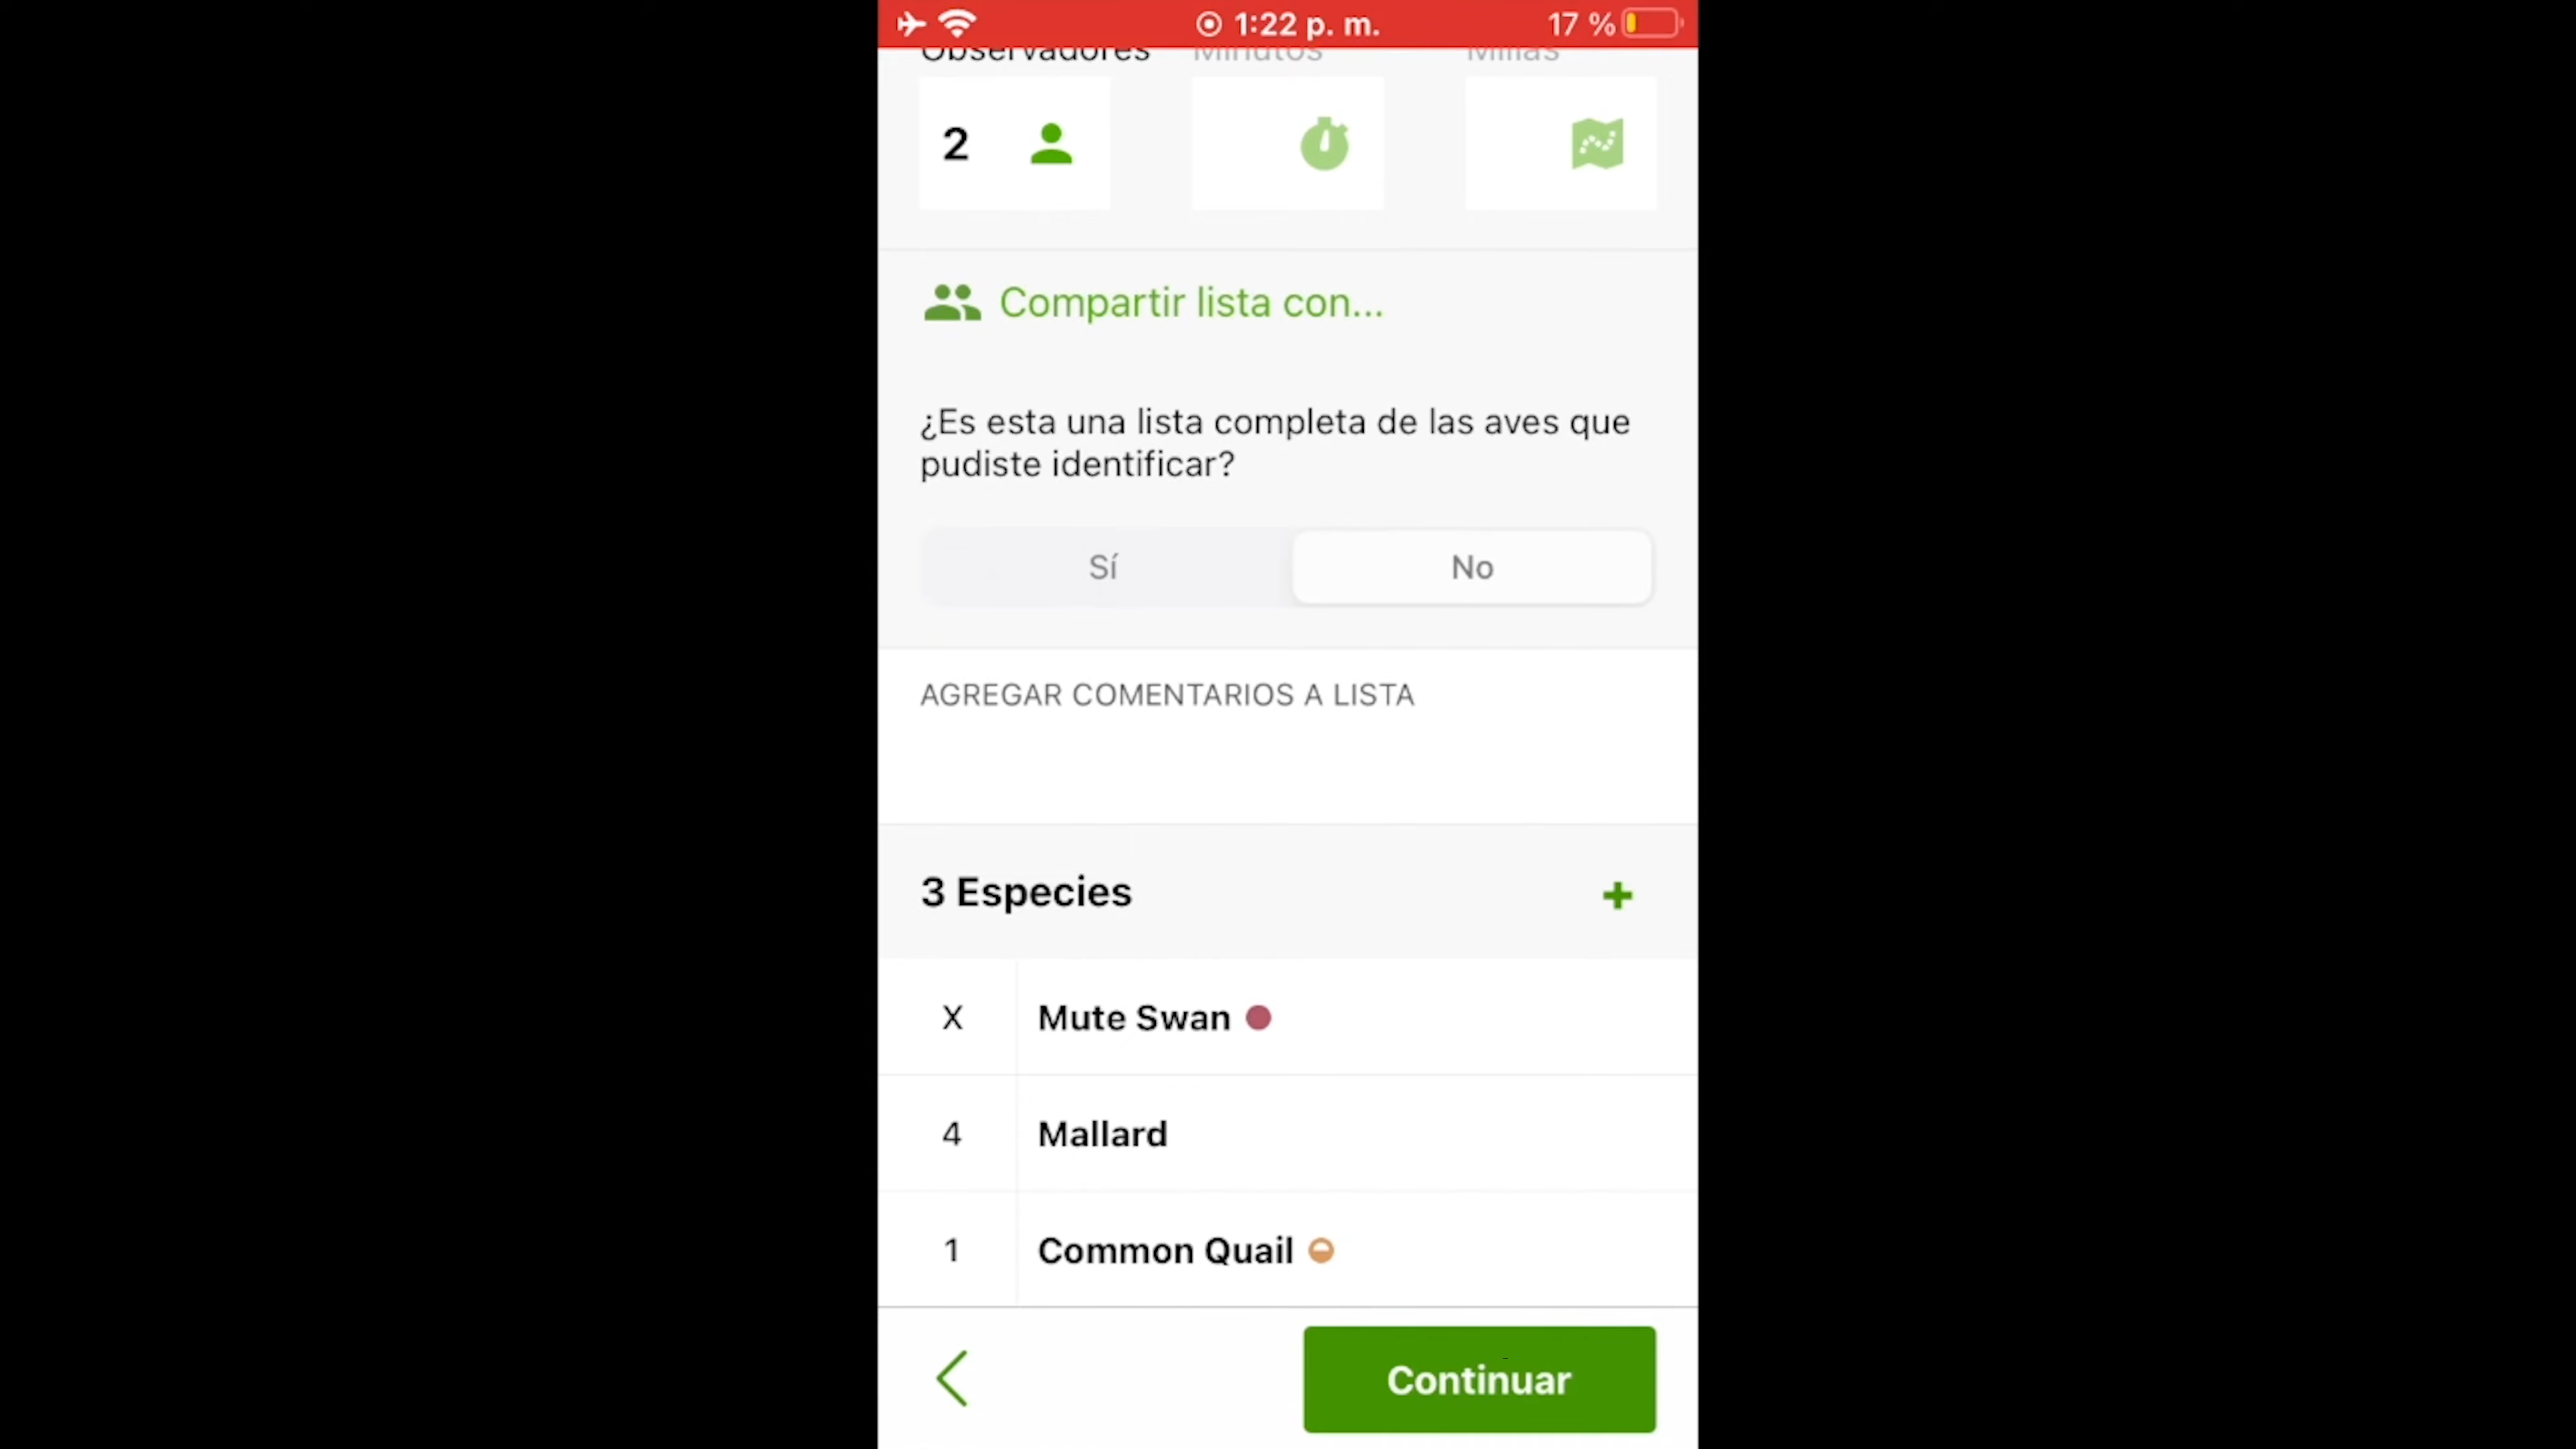 1:22 p. m.
17 %
Observadores
Minutos
Millas
2
Compartir lista con...
¿Es esta una lista completa de las aves que
pudiste identificar?
Sí
No
AGREGAR COMENTARIOS A LISTA
3 Especies
+
X Mute Swan
4 Mallard
1 Common Quail
Continuar